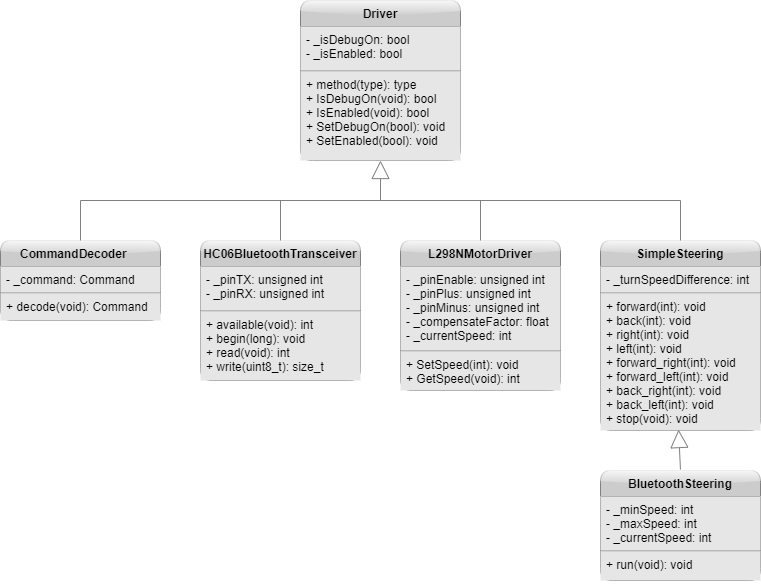 Driver
- _isDebugOn: bool
- _isEnabled: bool
+ method(type): type
+ IsDebugOn(void): bool
+ IsEnabled(void): bool
+ SetDebugOn(bool): void
+ SetEnabled(bool): void
CommandDecoder
- _command: Command
+ decode(void): Command
HC06BluetoothTransceiver
- _pinTX: unsigned int
- _pinRX: unsigned int
+ available(void): int
+ begin(long): void
+ read(void): int
+ write(uint8_t): size_t
L298NMotorDriver
- _pinEnable: unsigned int
- _pinPlus: unsigned int
- _pinMinus: unsigned int
- _compensateFactor: float
- _currentSpeed: int
+ SetSpeed(int): void
+ GetSpeed(void): int
SimpleSteering
- _turnSpeedDifference: int
+ forward(int): void
+ back(int): void
+ right(int): void
+ left(int): void
+ forward_right(int): void
+ forward_left(int): void
+ back_right(int): void
+ back_left(int): void
+ stop(void): void
BluetoothSteering
- _minSpeed: int
- _maxSpeed: int
- _currentSpeed: int
+ run(void): void